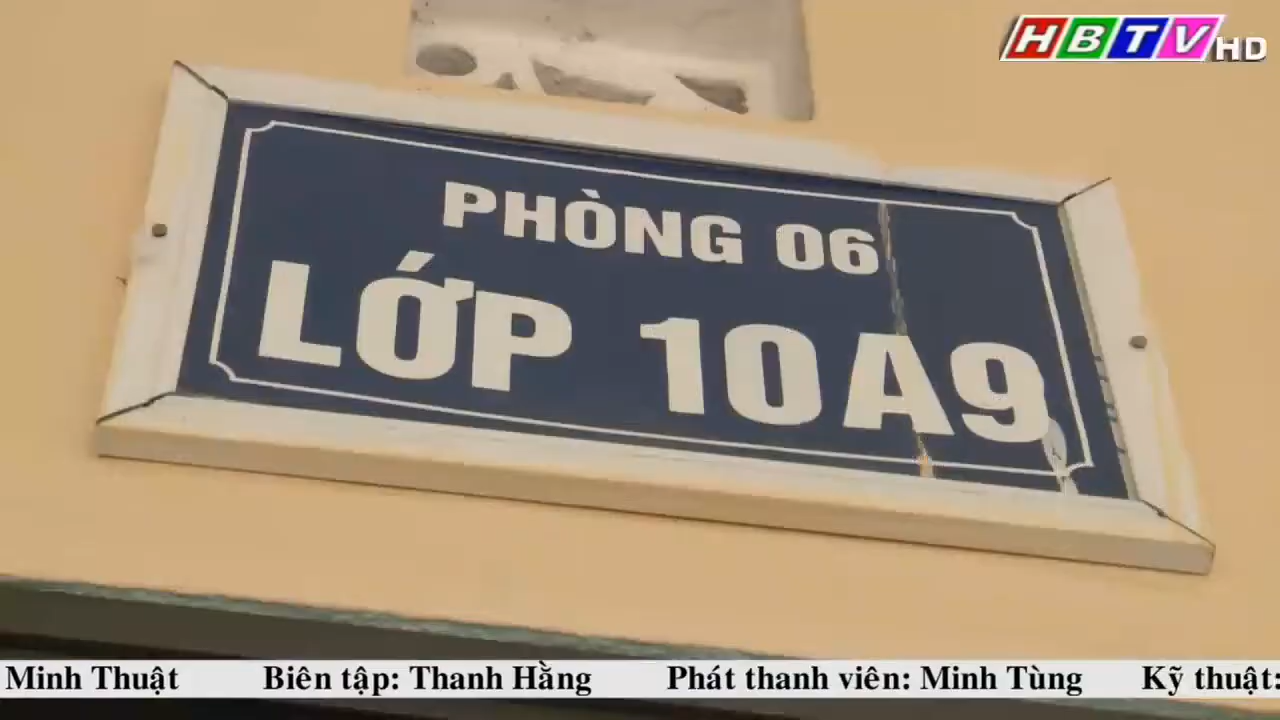 HBTV HD
PHÒNG 06
LỚP 10A9
Minh Thuật Biên tập: Thanh Hằng Phát thanh viên: Minh Tùng Kỹ thuật: